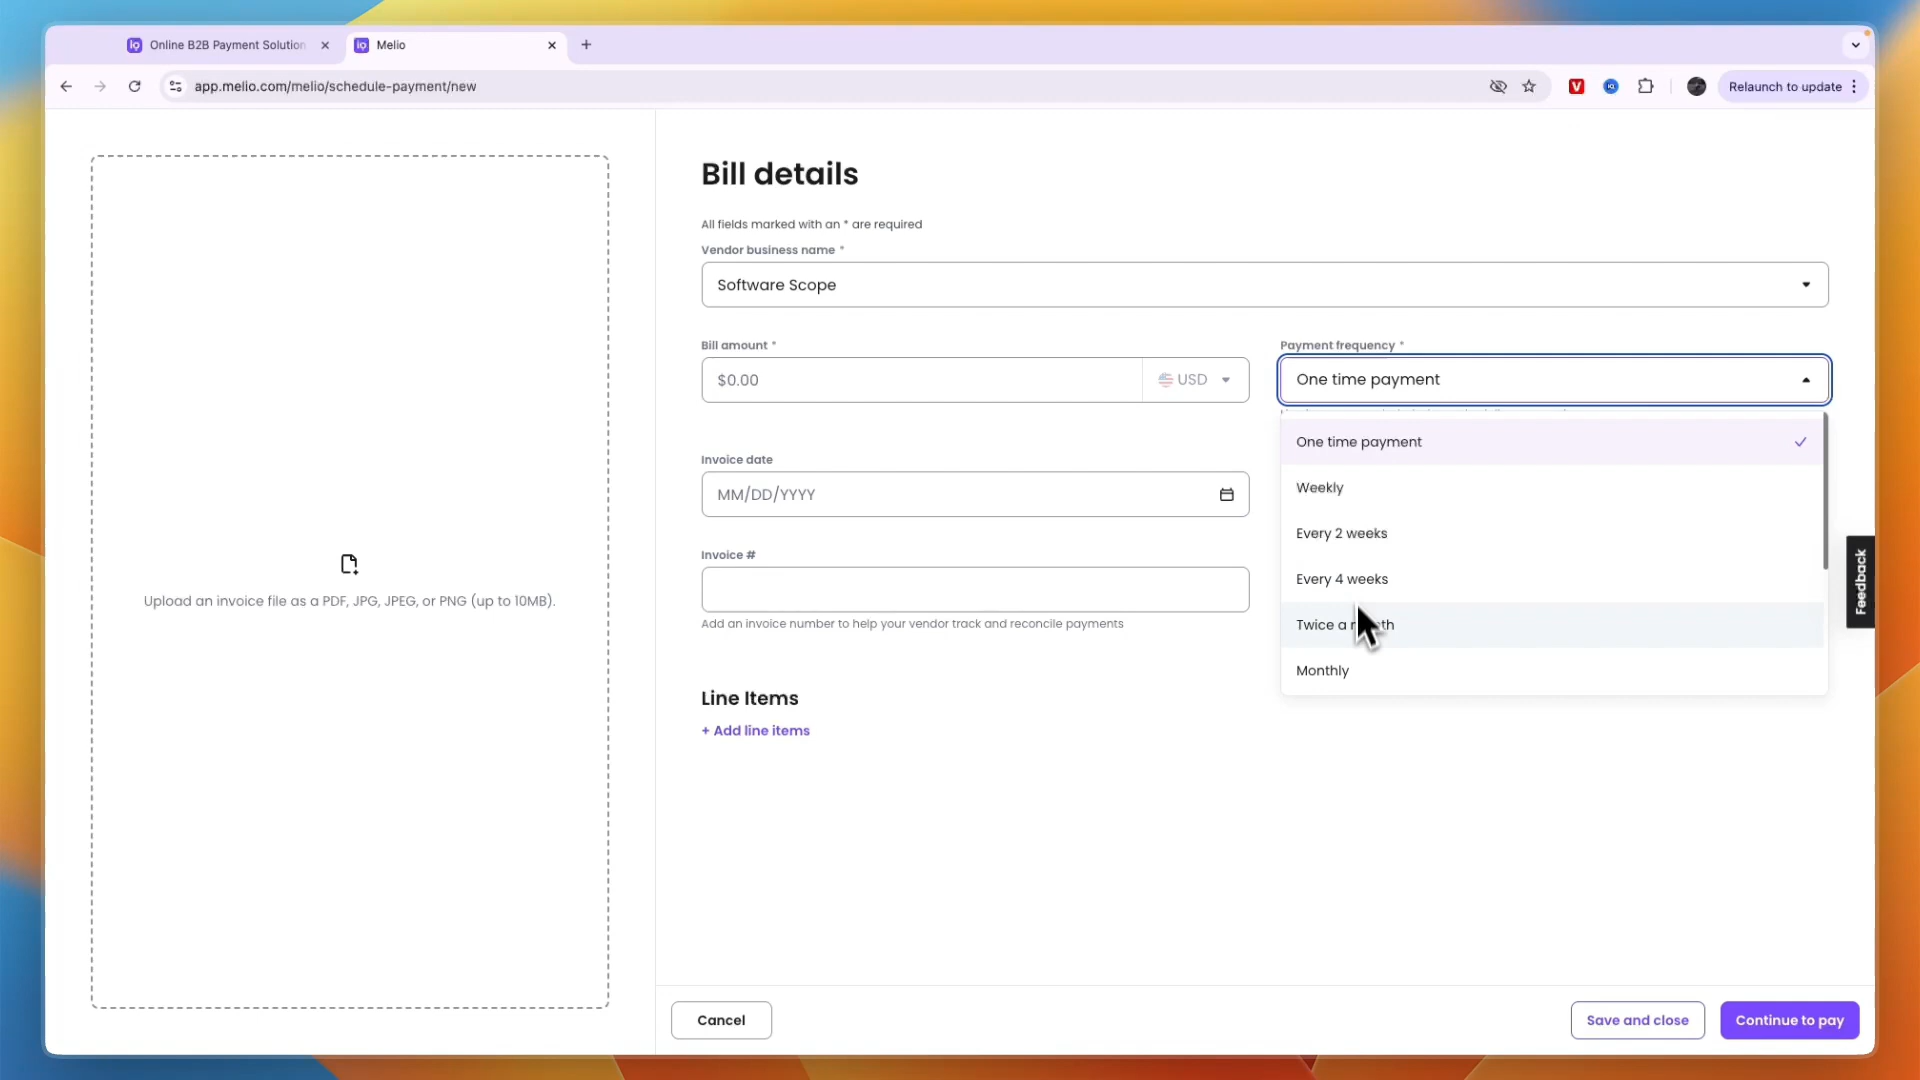 Online B2B Payment Solution
Melio
app.melio.com/melio/schedule-payment/new
Relaunch to update
Bill details
All fields marked with an * are required
Vendor business name *
Software Scope
Bill amount *
Payment frequency *
$0.00
USD
One time payment
One time payment
Invoice date
Weekly
MM/DD/YYYY
Every 2 weeks
Invoice #
Every 4 weeks
Upload an invoice file as a PDF, JPG, JPEG, or PNG (up to 10MB).
Feedback
Add an invoice number to help your vendor track and reconcile payments
Twice a month
Monthly
Line Items
+ Add line items
Cancel
Save and close
Continue to pay